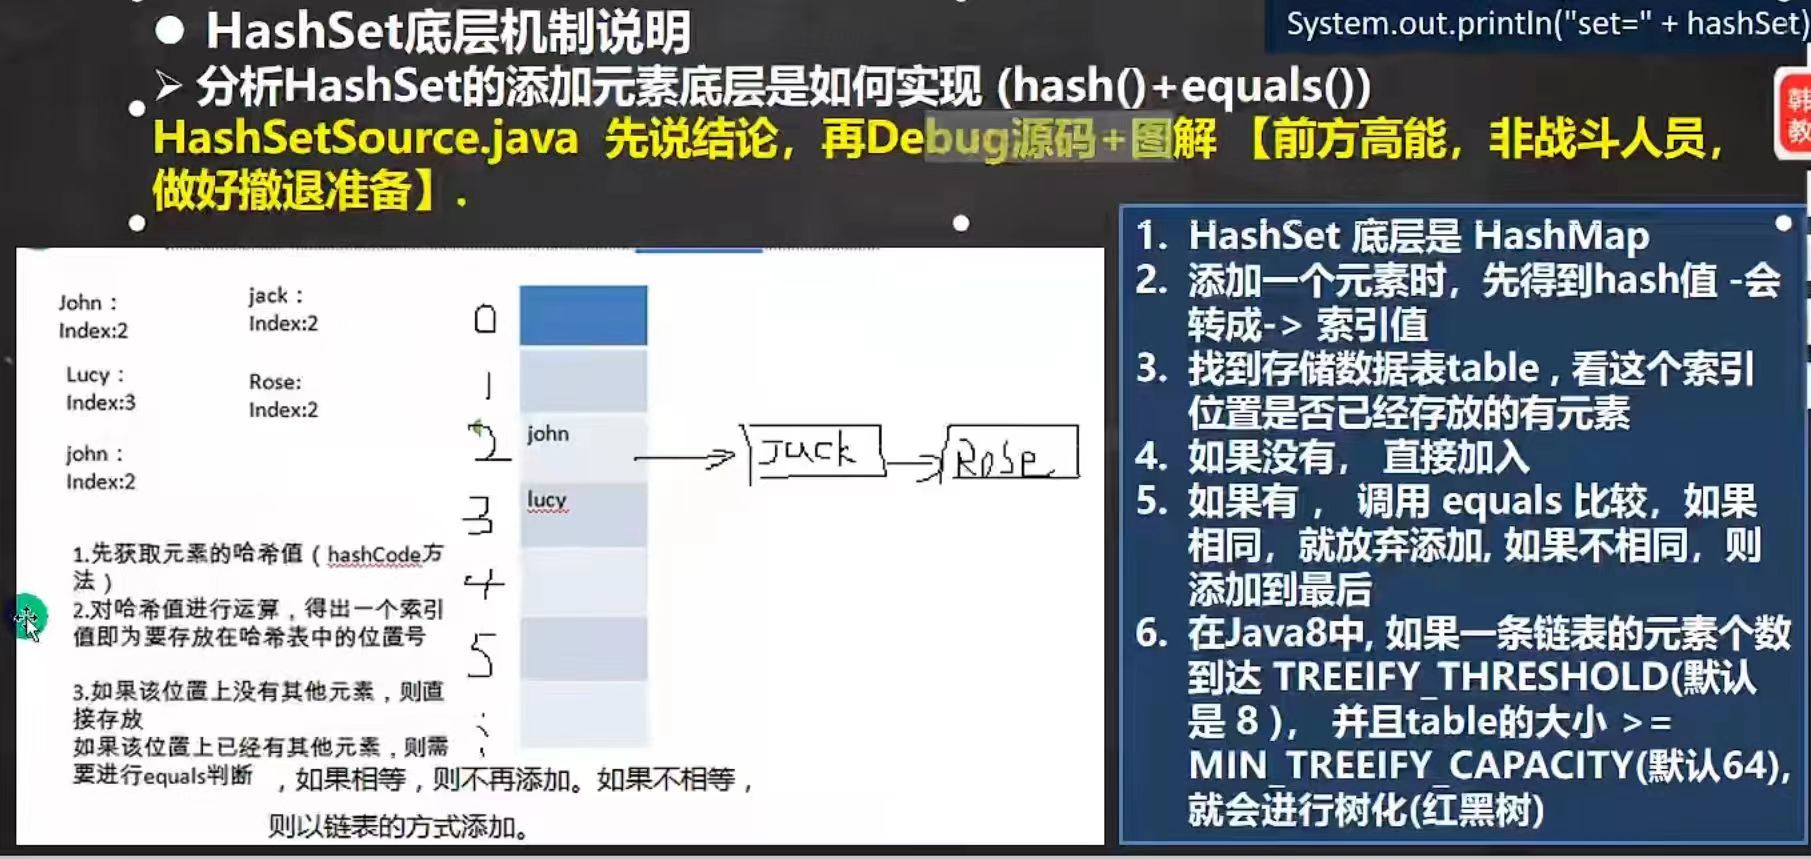 System.out.println("set=" + hashSet)
● HashSet底层机制说明
➢ 分析HashSet的添加元素底层是如何实现 (hash()+equals())
HashSetSource.java 先说结论，再Debug源码+图解 【前方高能，非战斗人员，
做好撤退准备】.
韩
教
John：
Index:2
jack：
Index:2
Lucy：
Index:3
Rose:
Index:2
john：
Index:2
0
1
2
3
4
5
john
lucy
Jack
Rose
1.先获取元素的哈希值（hashCode方
法）
2.对哈希值进行运算，得出一个索引
值即为要存放在哈希表中的位置号
3.如果该位置上没有其他元素，则直
接存放
如果该位置上已经有其他元素，则需
要进行equals判断 ，如果相等，则不再添加。如果不相等，
则以链表的方式添加。
1. HashSet 底层是 HashMap
2. 添加一个元素时，先得到hash值 -会
转成-> 索引值
3. 找到存储数据表table , 看这个索引
位置是否已经存放的有元素
4. 如果没有， 直接加入
5. 如果有 ， 调用 equals 比较，如果
相同，就放弃添加, 如果不相同，则
添加到最后
6. 在Java8中, 如果一条链表的元素个数
到达 TREEIFY_THRESHOLD(默认
是 8 )， 并且table的大小 >=
MIN_TREEIFY_CAPACITY(默认64),
就会进行树化(红黑树)